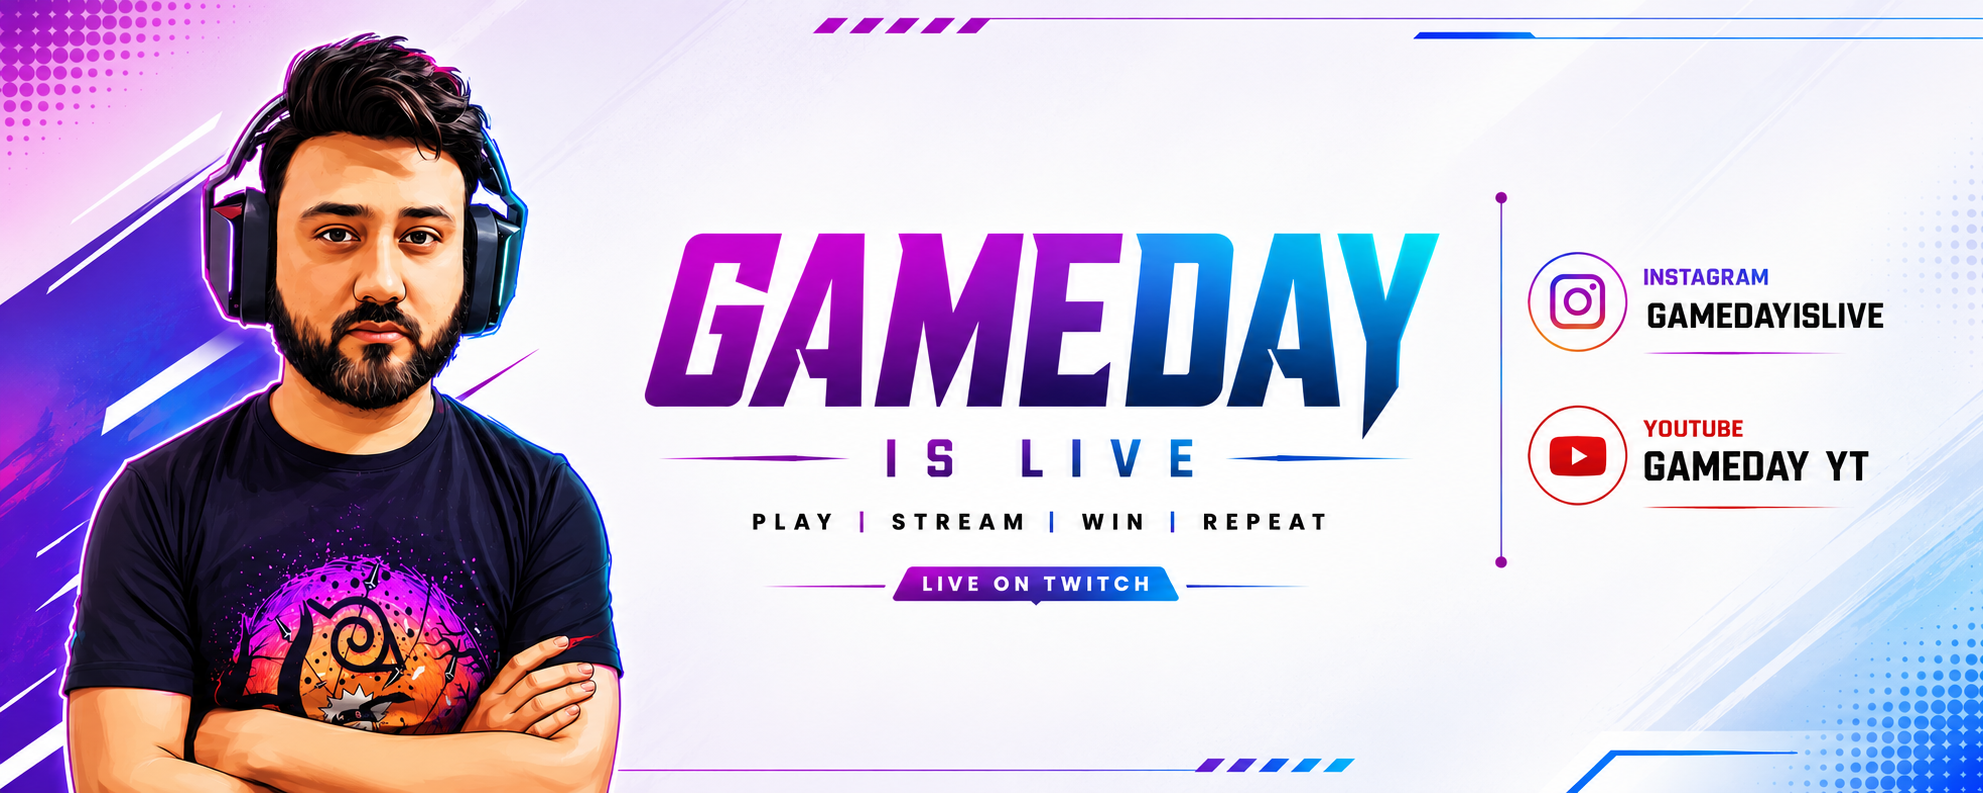 GAMEDAY
IS LIVE
PLAY | STREAM | WIN | REPEAT
LIVE ON TWITCH
INSTAGRAM
GAMEDAYISLIVE
YOUTUBE
GAMEDAY YT